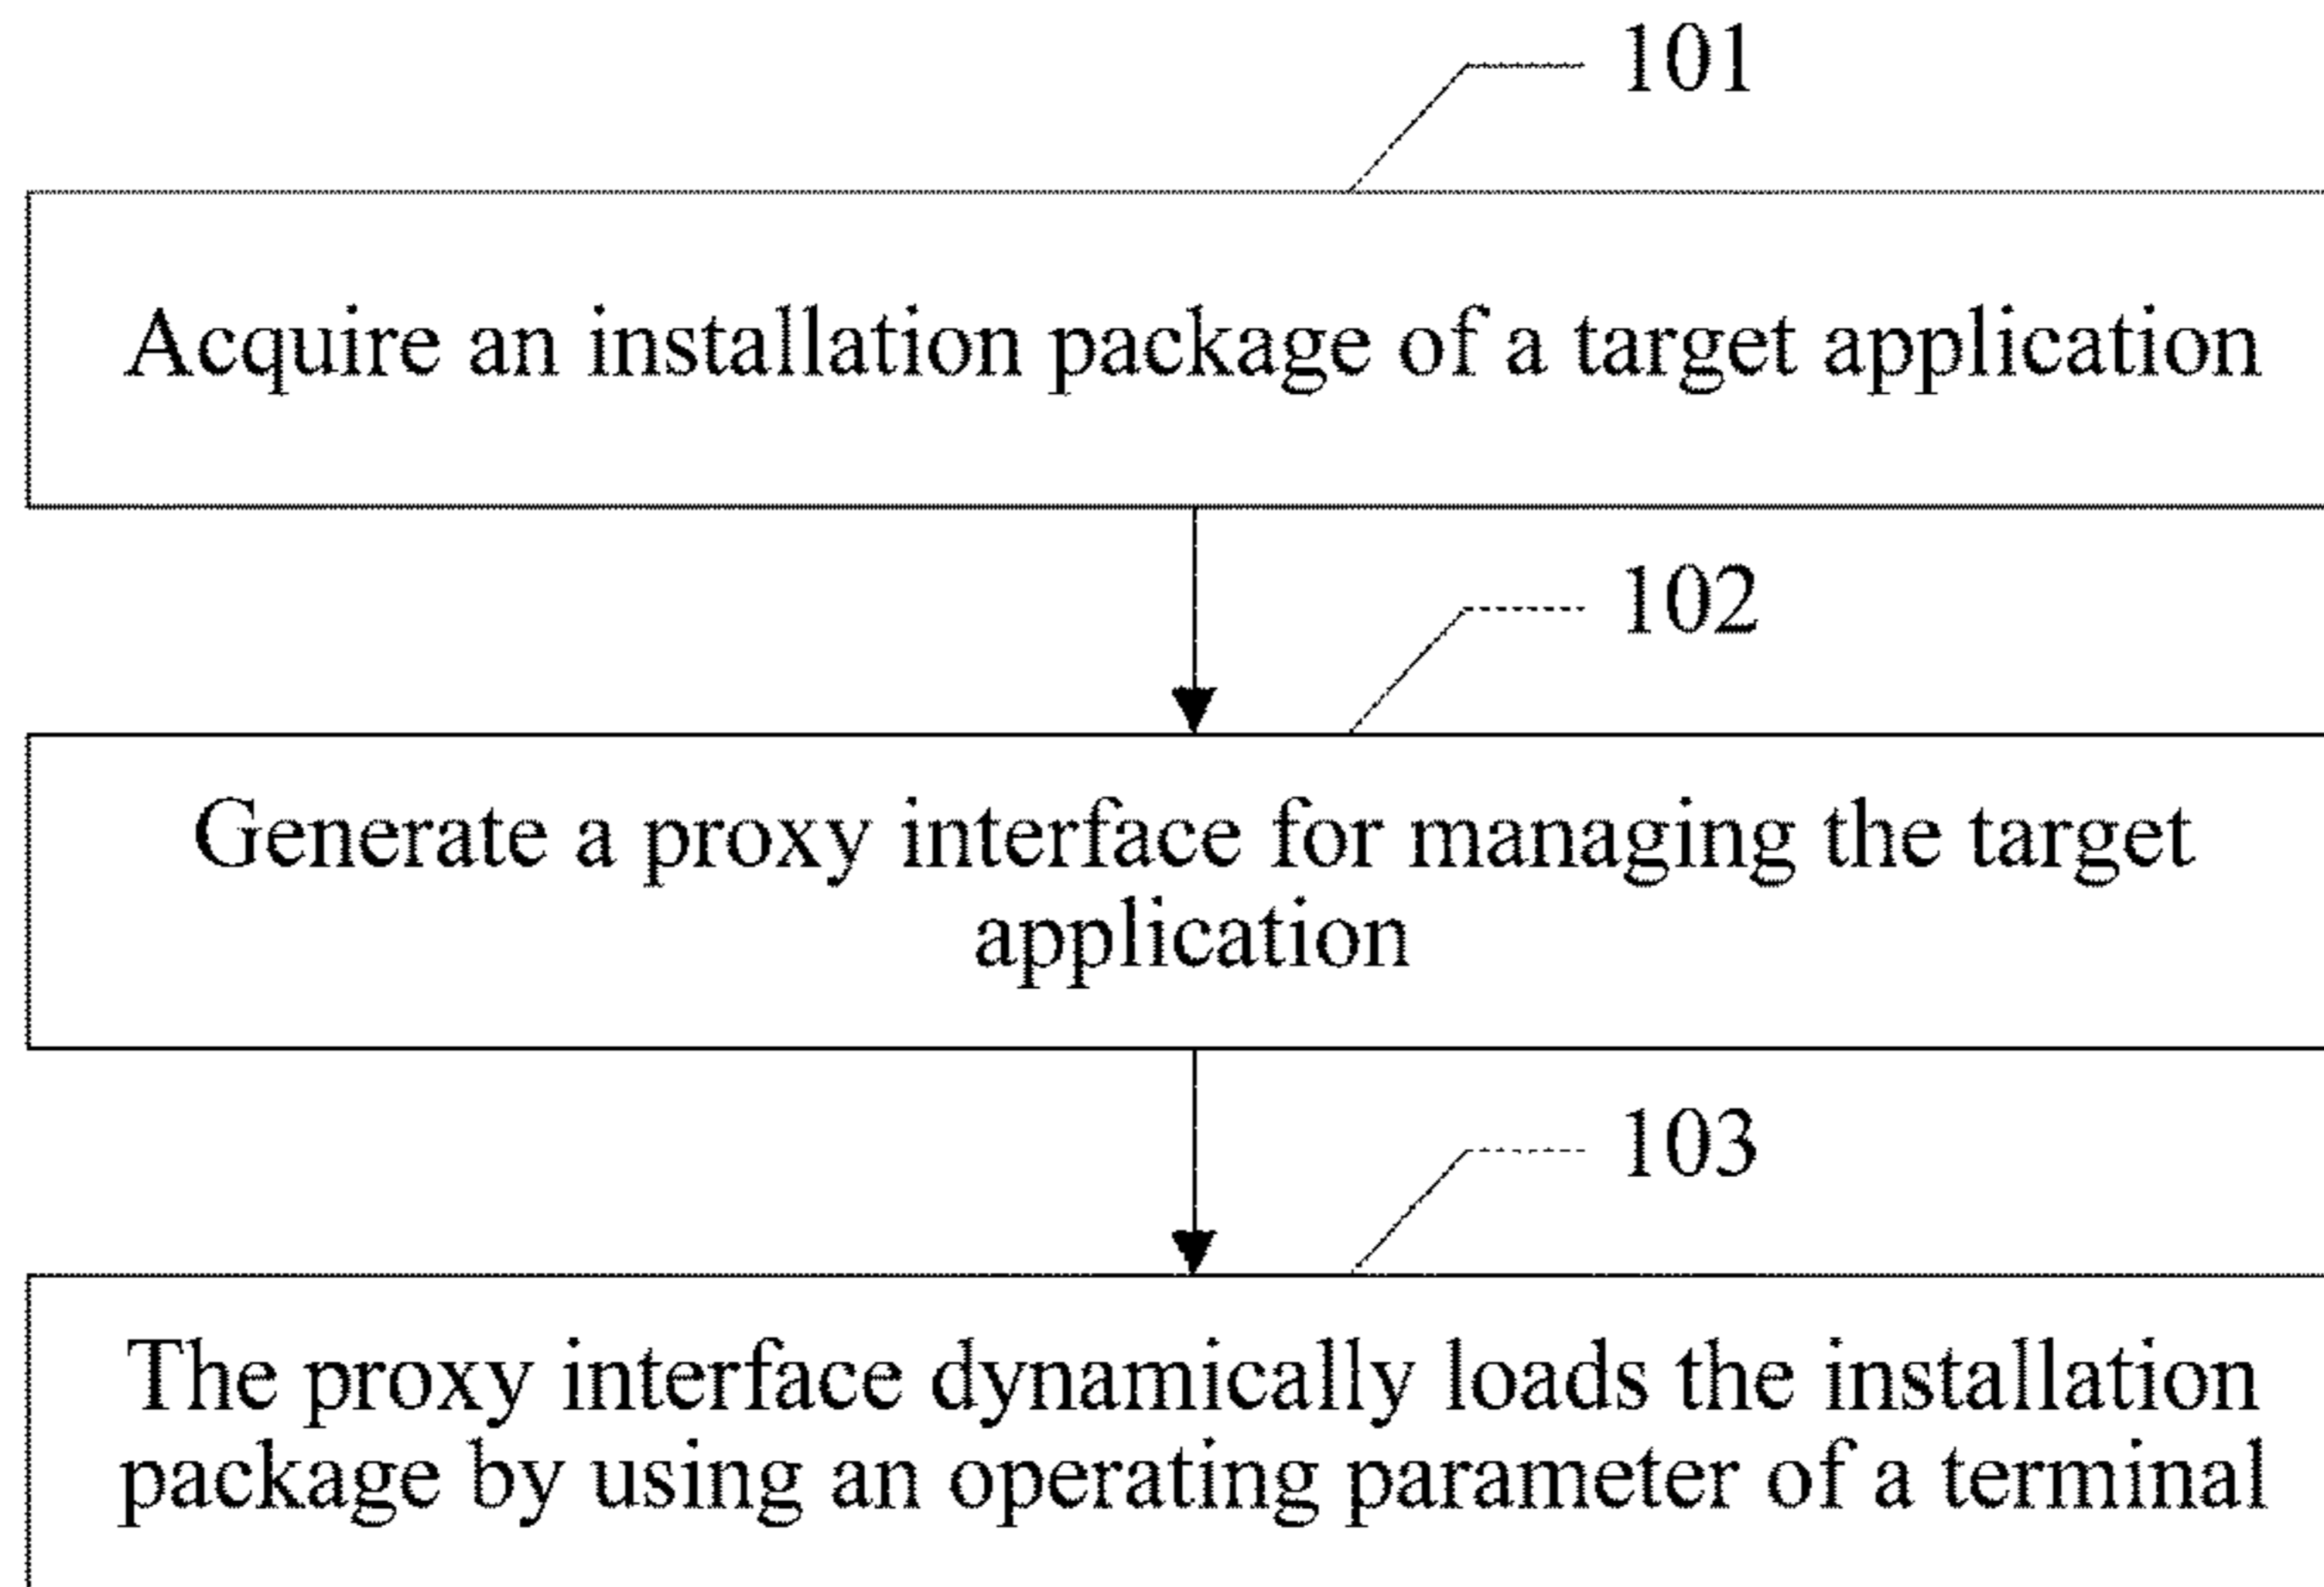 101
Acquire an installation package of a target application
102
Generate a proxy interface for managing the target
application
103
The proxy interface dynamically loads the installation
package by using an operating parameter of a terminal